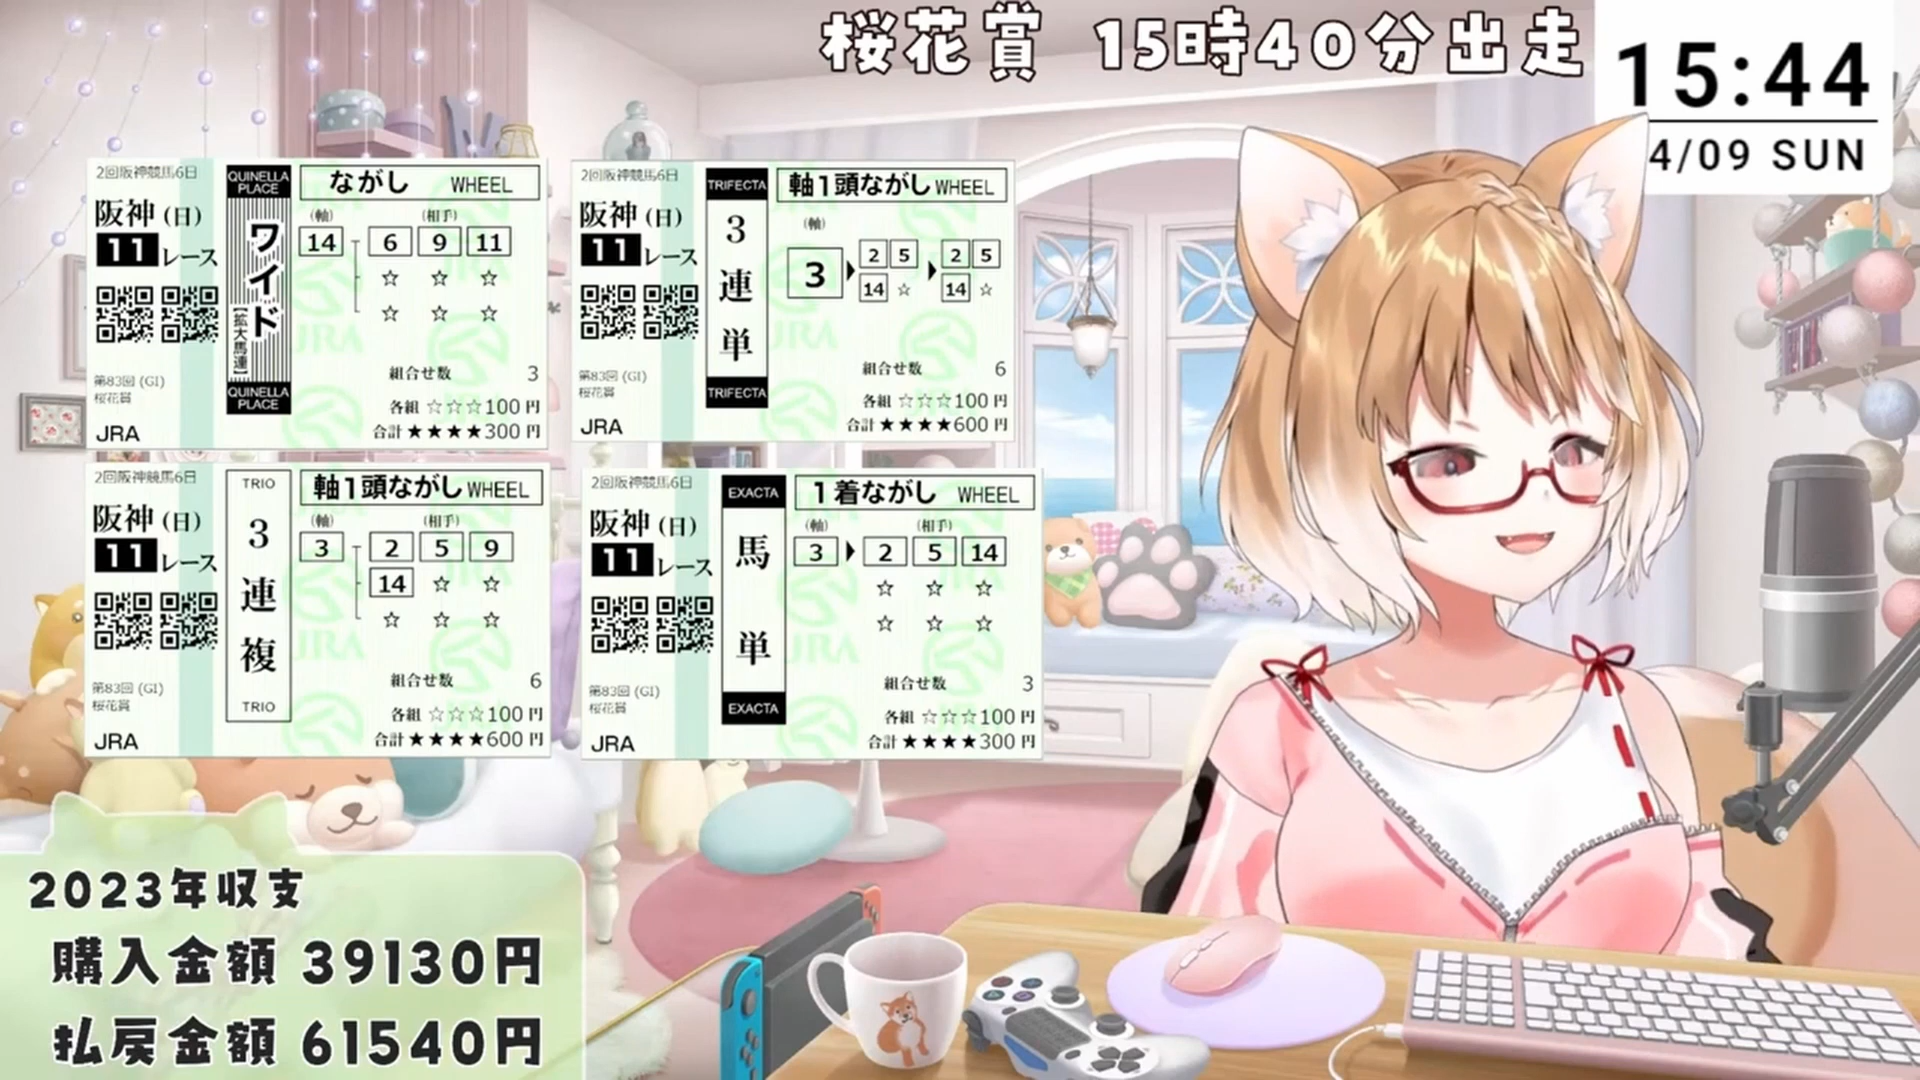 桜花賞 15時40分出走
15:44
4/09 SUN
2回阪神競馬6日
阪神(日)
11レース
第83回(GI)
桜花賞
JRA
QUINELLA PLACE
ワイド
【拡大馬連】
QUINELLA PLACE
ながし WHEEL
(軸) (相手)
14 6 9 11
☆ ☆ ☆
☆ ☆ ☆
組合せ数 3
各組 ☆☆☆100円
合計 ★★★★300円
JRA
2回阪神競馬6日
阪神(日)
11レース
第83回(GI)
桜花賞
JRA
TRIFECTA
3連単
TRIFECTA
軸1頭ながし WHEEL
(軸)
3 2 5 2 5
14 ☆ 14 ☆
組合せ数 6
各組 ☆☆☆100円
合計 ★★★★600円
JRA
2回阪神競馬6日
阪神(日)
11レース
第83回(GI)
桜花賞
JRA
TRIO
3連複
TRIO
軸1頭ながし WHEEL
(軸) (相手)
3 2 5 9
14 ☆ ☆
☆ ☆ ☆
組合せ数 6
各組 ☆☆☆100円
合計 ★★★★600円
JRA
2回阪神競馬6日
阪神(日)
11レース
第83回(GI)
桜花賞
JRA
EXACTA
馬単
EXACTA
1着ながし WHEEL
(軸) (相手)
3 2 5 14
☆ ☆ ☆
☆ ☆ ☆
組合せ数 3
各組 ☆☆☆100円
合計 ★★★★300円
JRA
2023年収支
購入金額 39130円
払戻金額 61540円